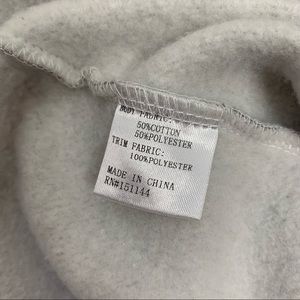 BODY FABRIC:
50%COTTON
50%POLYESTER
TRIM FABRIC:
100%POLYESTER
MADE IN CHINA
RN#151144